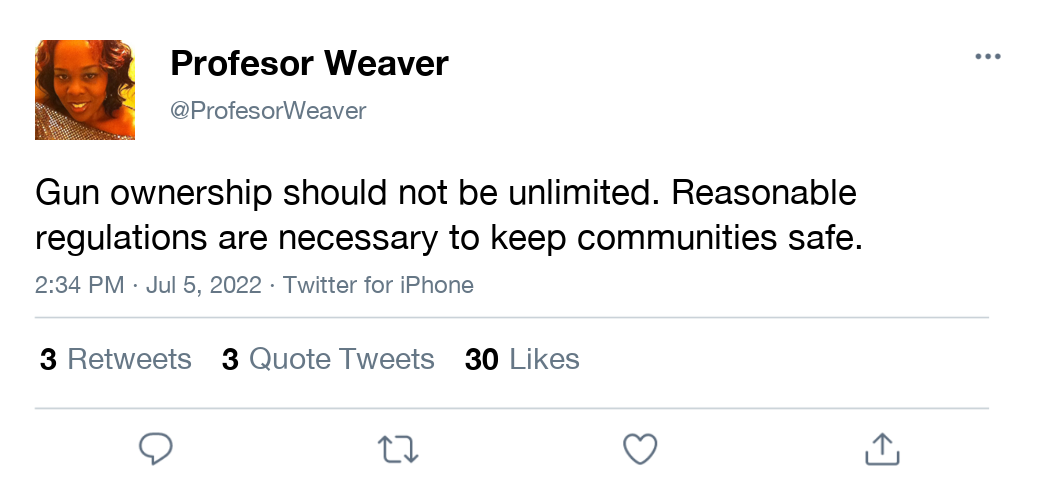 Profesor Weaver
@ProfesorWeaver
Gun ownership should not be unlimited. Reasonable
regulations are necessary to keep communities safe.
2:34 PM · Jul 5, 2022 · Twitter for iPhone
3 Retweets 3 Quote Tweets 30 Likes